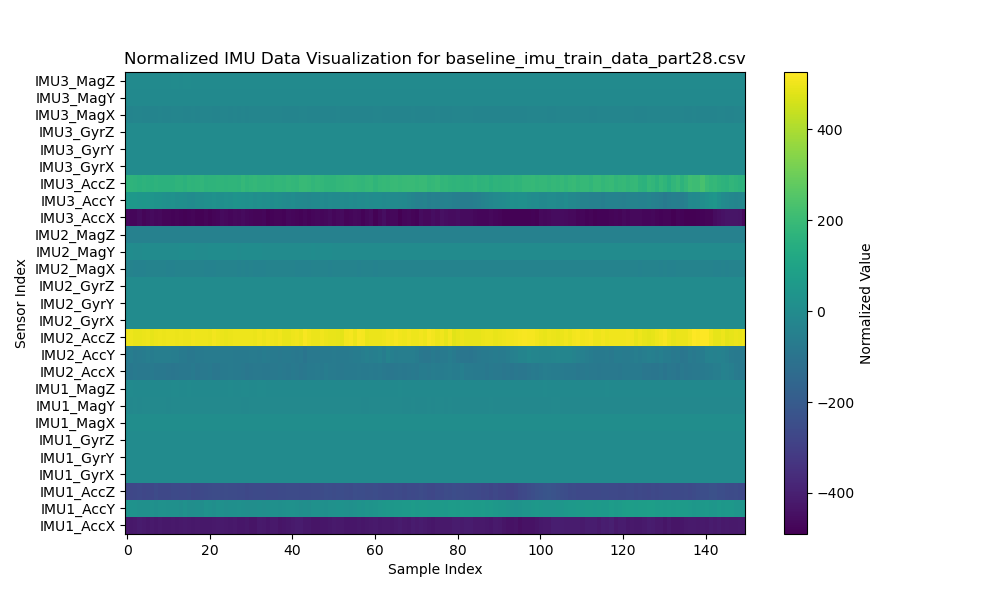 Normalized IMU Data Visualization for baseline_imu_train_data_part28.csv
IMU3_MagZ
IMU3_MagY
IMU3_MagX
IMU3_GyrZ
IMU3_GyrY
IMU3_GyrX
IMU3_AccZ
IMU3_AccY
IMU3_AccX
IMU2_MagZ
IMU2_MagY
IMU2_MagX
IMU2_GyrZ
IMU2_GyrY
IMU2_GyrX
IMU2_AccZ
IMU2_AccY
IMU2_AccX
IMU1_MagZ
IMU1_MagY
IMU1_MagX
IMU1_GyrZ
IMU1_GyrY
IMU1_GyrX
IMU1_AccZ
IMU1_AccY
IMU1_AccX
Sensor Index
0 20 40 60 80 100 120 140
Sample Index
400
200
0
−200
−400
Normalized Value